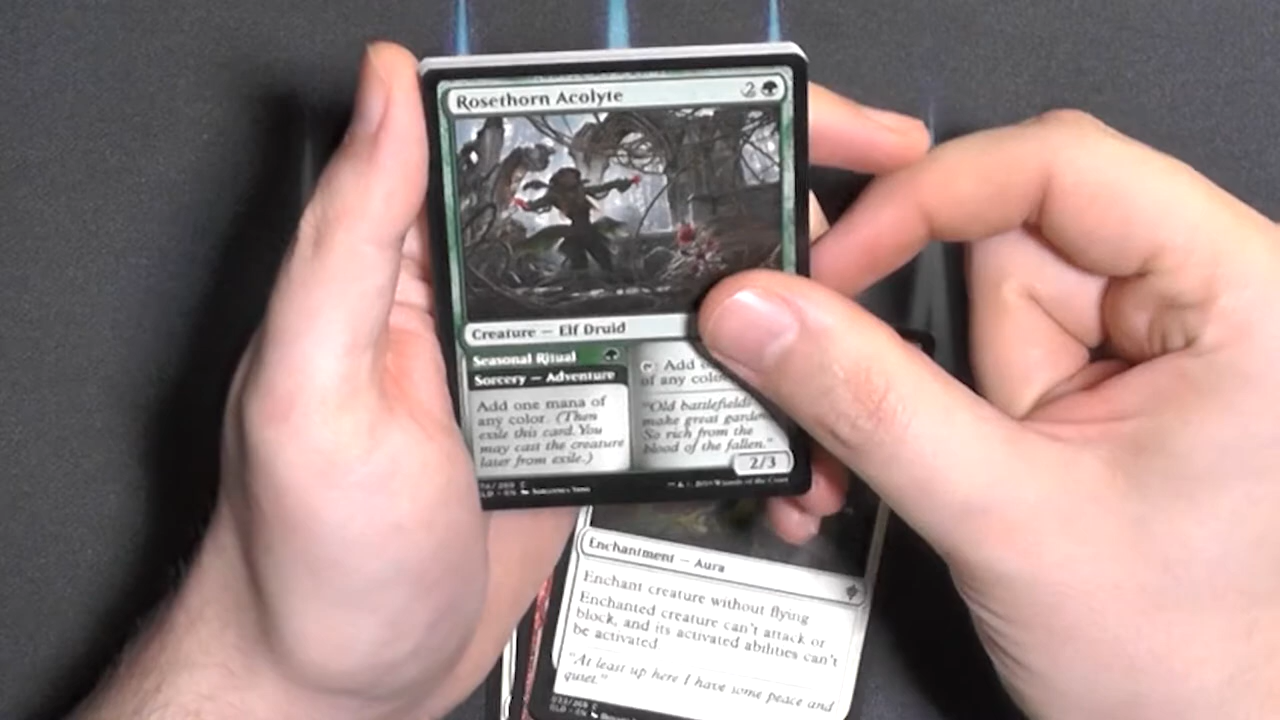 Rosethorn Acolyte 2
Creature — Elf Druid
Seasonal Ritual
Sorcery — Adventure
Add one mana of
any color. (Then
exile this card. You
may cast the creature
later from exile.)
Add
of any
"Old battlefields
make great
So rich from the
blood of the fallen."
2/3
Enchantment — Aura
Enchant creature without flying
Enchanted creature can't attack or
block, and its activated abilities can't
be activated
"At least up here I have some peace and
quiet."